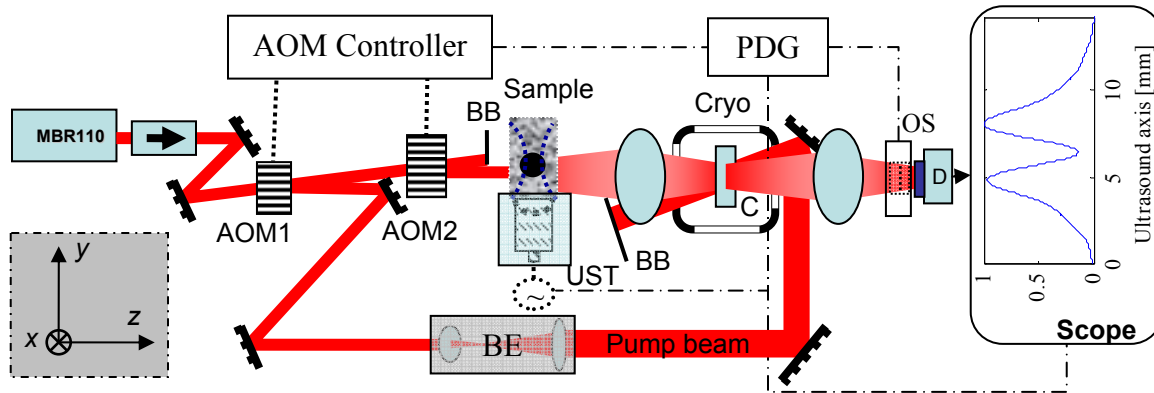 AOM Controller
PDG
MBR110
BB
Sample
Cryo
OS
AOM1
AOM2
C
D
UST
BB
~
BE
Pump beam
y
x
z
0
5
10
Ultrasound axis [mm]
1
0.5
0
Scope